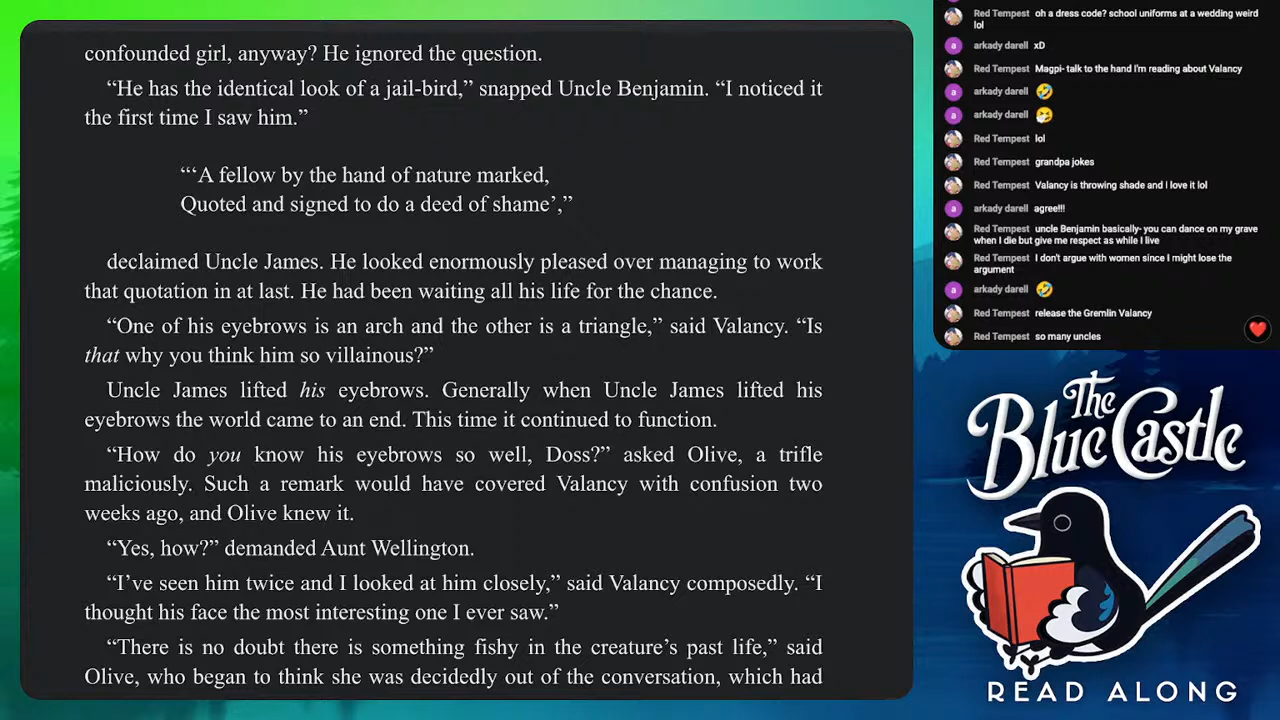 confounded girl, anyway? He ignored the question.
“He has the identical look of a jail-bird,” snapped Uncle Benjamin. “I noticed it
the first time I saw him.”
“‘A fellow by the hand of nature marked,
Quoted and signed to do a deed of shame’,”
declaimed Uncle James. He looked enormously pleased over managing to work
that quotation in at last. He had been waiting all his life for the chance.
“One of his eyebrows is an arch and the other is a triangle,” said Valancy. “Is
that why you think him so villainous?”
Uncle James lifted his eyebrows. Generally when Uncle James lifted his
eyebrows the world came to an end. This time it continued to function.
“How do you know his eyebrows so well, Doss?” asked Olive, a trifle
maliciously. Such a remark would have covered Valancy with confusion two
weeks ago, and Olive knew it.
“Yes, how?” demanded Aunt Wellington.
“I’ve seen him twice and I looked at him closely,” said Valancy composedly. “I
thought his face the most interesting one I ever saw.”
“There is no doubt there is something fishy in the creature’s past life,” said
Olive, who began to think she was decidedly out of the conversation, which had
Red Tempest oh a dress code? school uniforms at a wedding weird
lol
a arkady darell xD
Red Tempest Magpi- talk to the hand I'm reading about Valancy
a arkady darell 🤣
a arkady darell 🤧
Red Tempest lol
Red Tempest grandpa jokes
Red Tempest Valancy is throwing shade and I love it lol
a arkady darell agree!!!
Red Tempest uncle Benjamin basically- you can dance on my grave
when I die but give me respect as while I live
Red Tempest I don't argue with women since I might lose the
argument
a arkady darell 🤣
Red Tempest release the Gremlin Valancy
Red Tempest so many uncles
The
Blue Castle
READ ALONG